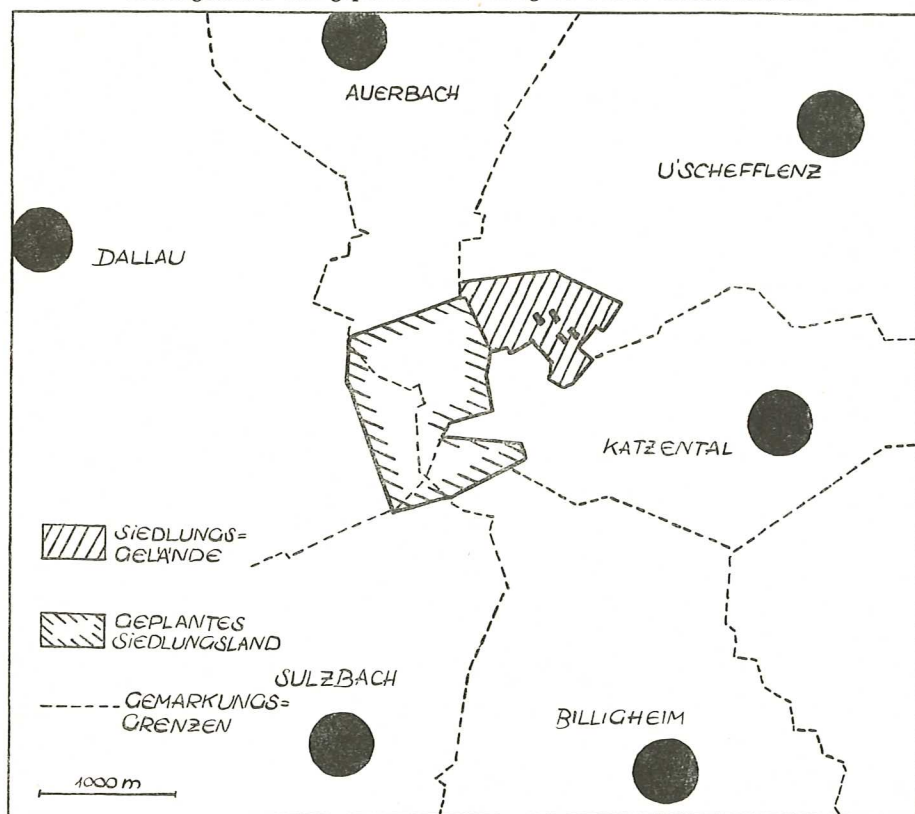 AUERBACH
U'SCHEFFLENZ
DALLAU
KATZENTAL
SIEDLUNGS=
GELÄNDE
GEPLANTES
SIEDLUNGSLAND
SULZBACH
GEMARKUNGS=
GRENZEN
BILLIGHEIM
1000 m